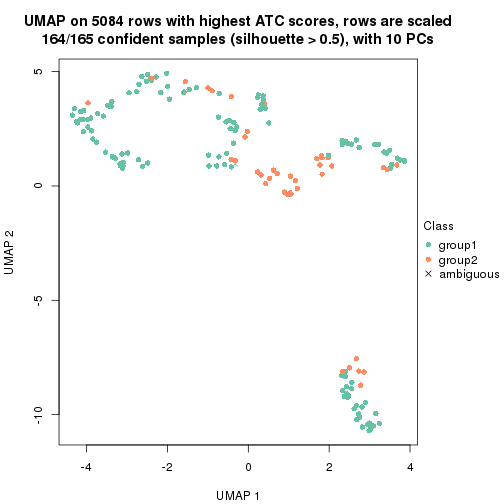 UMAP on 5084 rows with highest ATC scores, rows are scaled
164/165 confident samples (silhouette > 0.5), with 10 PCs
5
0
-5
-10
UMAP 2
-4
-2
0
2
4
UMAP 1
Class
group1
group2
ambiguous